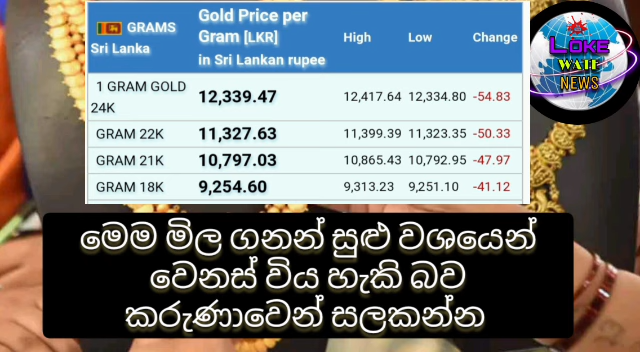 GRAMS
Sri Lanka
Gold Price per
Gram [LKR]
in Sri Lankan rupee
High Low Change
1 GRAM GOLD
24K
12,339.47 12,417.64 12,334.80 -54.83
GRAM 22K 11,327.63 11,399.39 11,323.35 -50.33
GRAM 21K 10,797.03 10,865.43 10,792.95 -47.97
GRAM 18K 9,254.60 9,313.23 9,251.10 -41.12
LOKE
WATE
NEWS
මෙම මිල ගනන් සුළු වශයෙන්
වෙනස් විය හැකි බව
කරුණාවෙන් සලකන්න